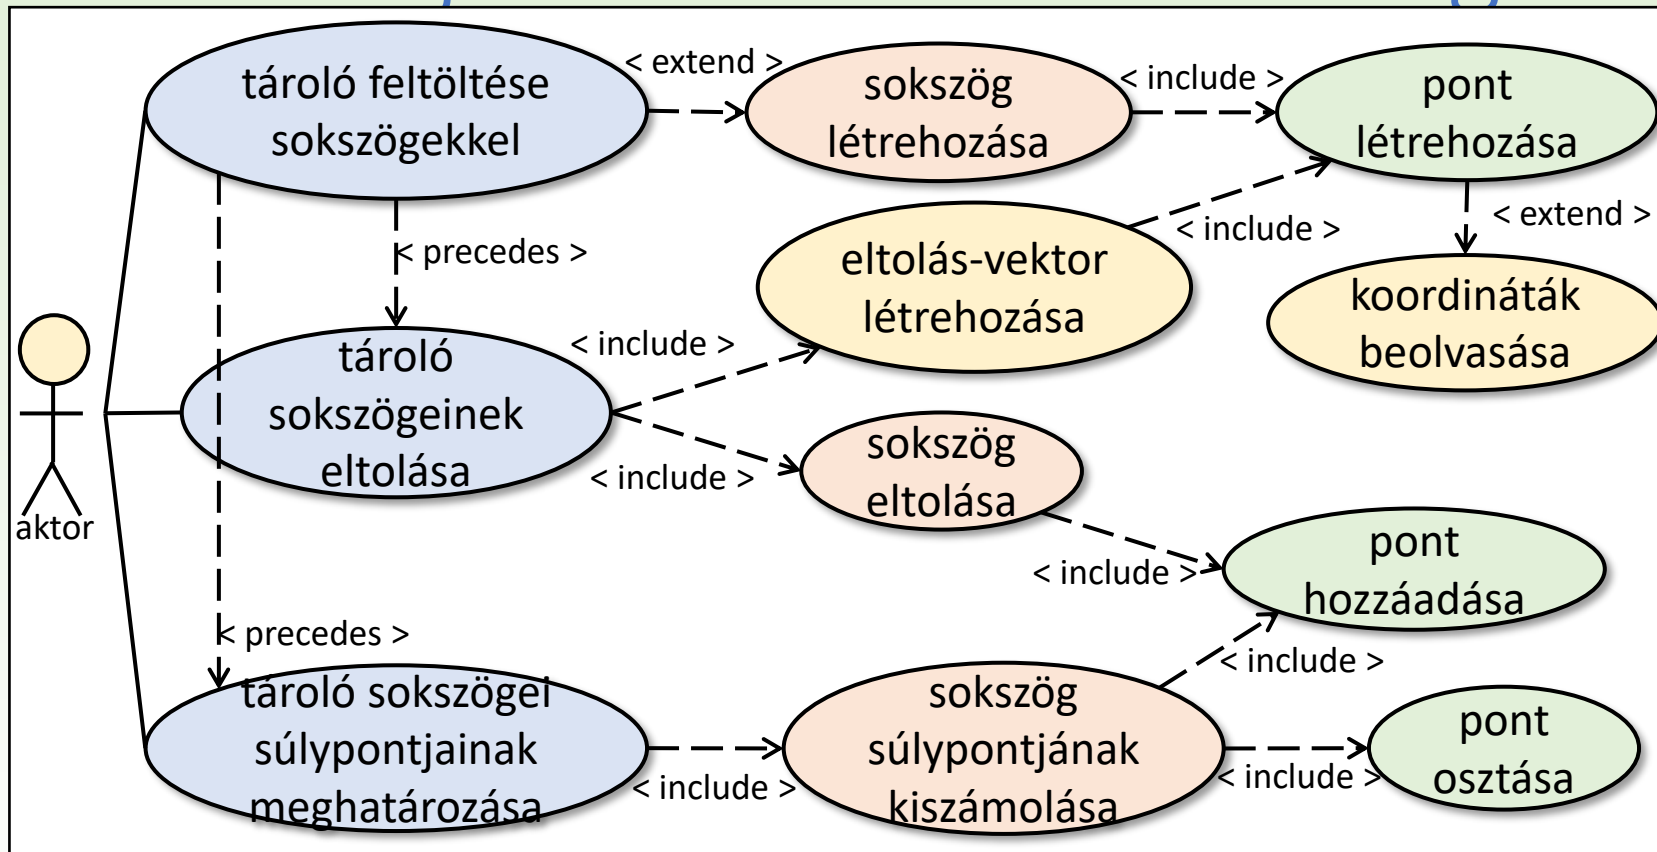 tároló feltöltése
sokszögekkel
< extend >
sokszög
létrehozása
< include >
pont
létrehozása
< precedes >
eltolás-vektor
létrehozása
< include >
< extend >
koordináták
beolvasása
aktor
tároló
sokszögeinek
eltolása
< include >
< include >
sokszög
eltolása
< include >
pont
hozzáadása
< precedes >
tároló sokszögei
súlypontjainak
meghatározása
< include >
sokszög
súlypontjának
kiszámolása
< include >
< include >
pont
osztása